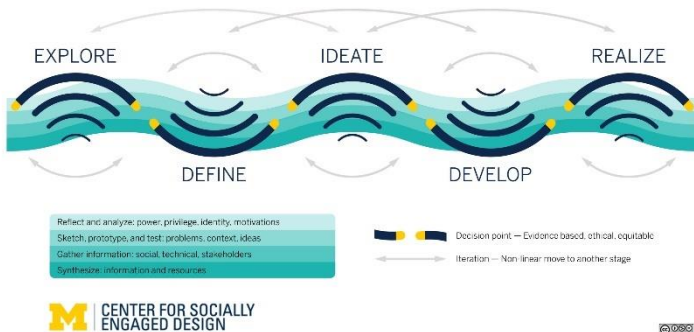 EXPLORE
IDEATE
REALIZE
DEFINE
DEVELOP
Reflect and analyze: power, privilege, identity, motivations
Sketch, prototype, and test: problems, context, ideas
Gather information: social, technical, stakeholders
Synthesize: information and resources
Decision point — Evidence based, ethical, equitable
Iteration — Non-linear move to another stage
M
CENTER FOR SOCIALLY
ENGAGED DESIGN